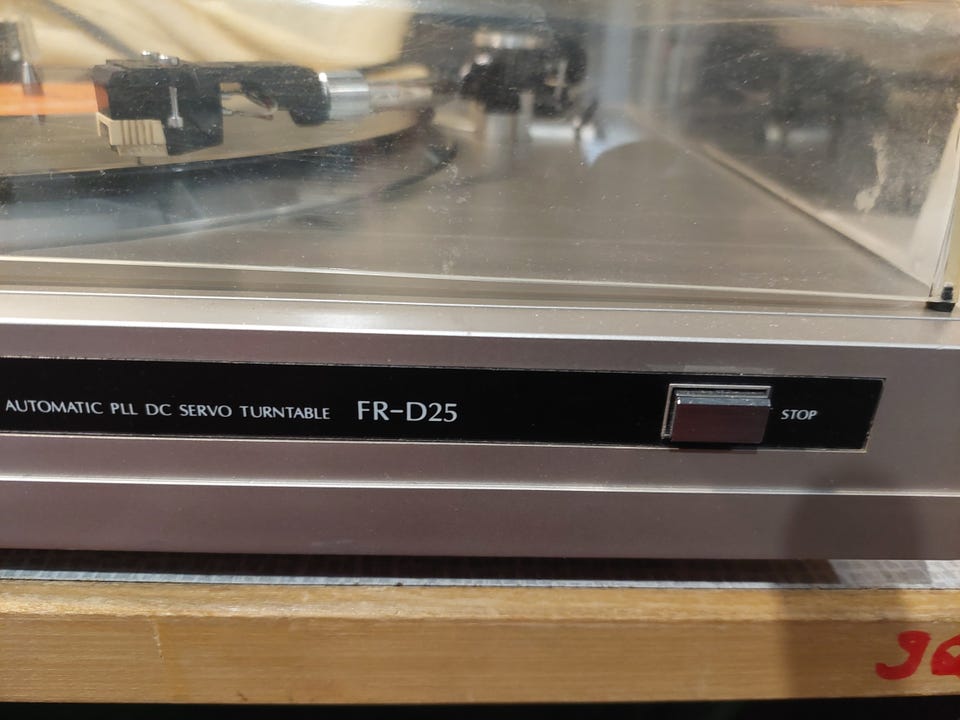 AUTOMATIC PLL DC SERVO TURNTABLE FR-D25
STOP